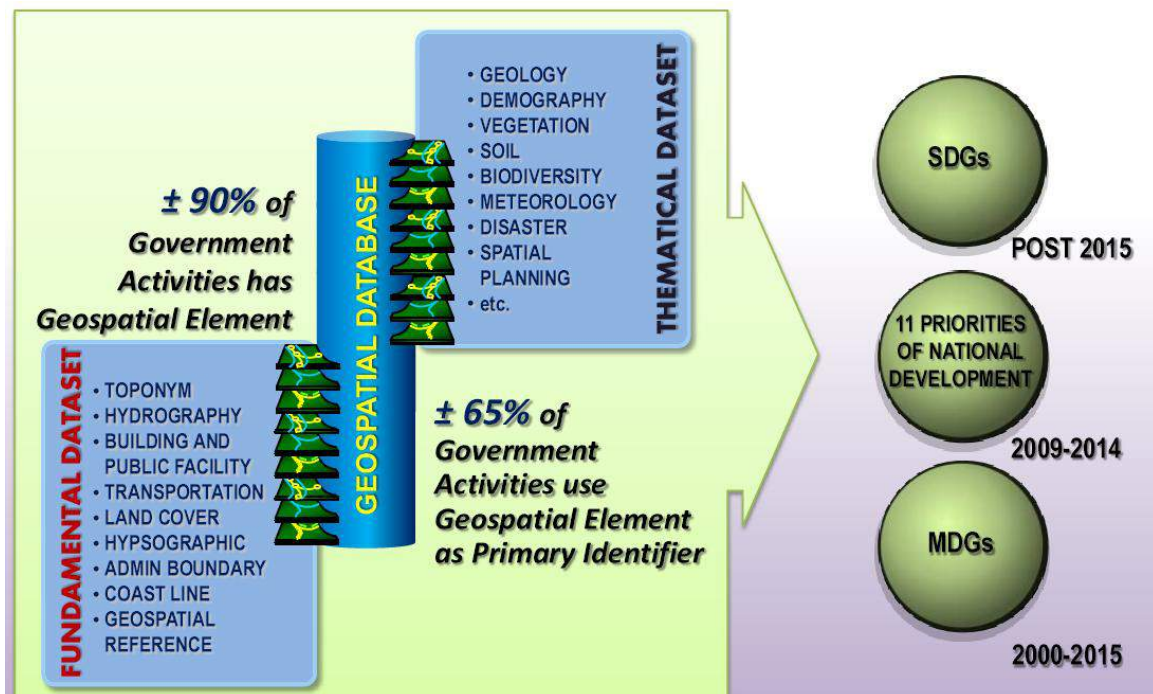 ± 90% of
Government
Activities has
Geospatial Element
FUNDAMENTAL DATASET
• TOPONYM
• HYDROGRAPHY
• BUILDING AND
PUBLIC FACILITY
• TRANSPORTATION
• LAND COVER
• HYPSOGRAPHIC
• ADMIN BOUNDARY
• COAST LINE
• GEOSPATIAL
REFERENCE
GEOSPATIAL DATABASE
• GEOLOGY
• DEMOGRAPHY
• VEGETATION
• SOIL
• BIODIVERSITY
• METEOROLOGY
• DISASTER
• SPATIAL
PLANNING
• etc.
THEMATICAL DATASET
± 65% of
Government
Activities use
Geospatial Element
as Primary Identifier
SDGs
POST 2015
11 PRIORITIES
OF NATIONAL
DEVELOPMENT
2009-2014
MDGs
2000-2015